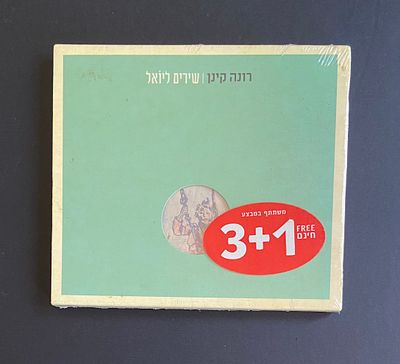 רונה קינן | שירים ליואל
משתתף במבצע
3+1 FREE
חינם